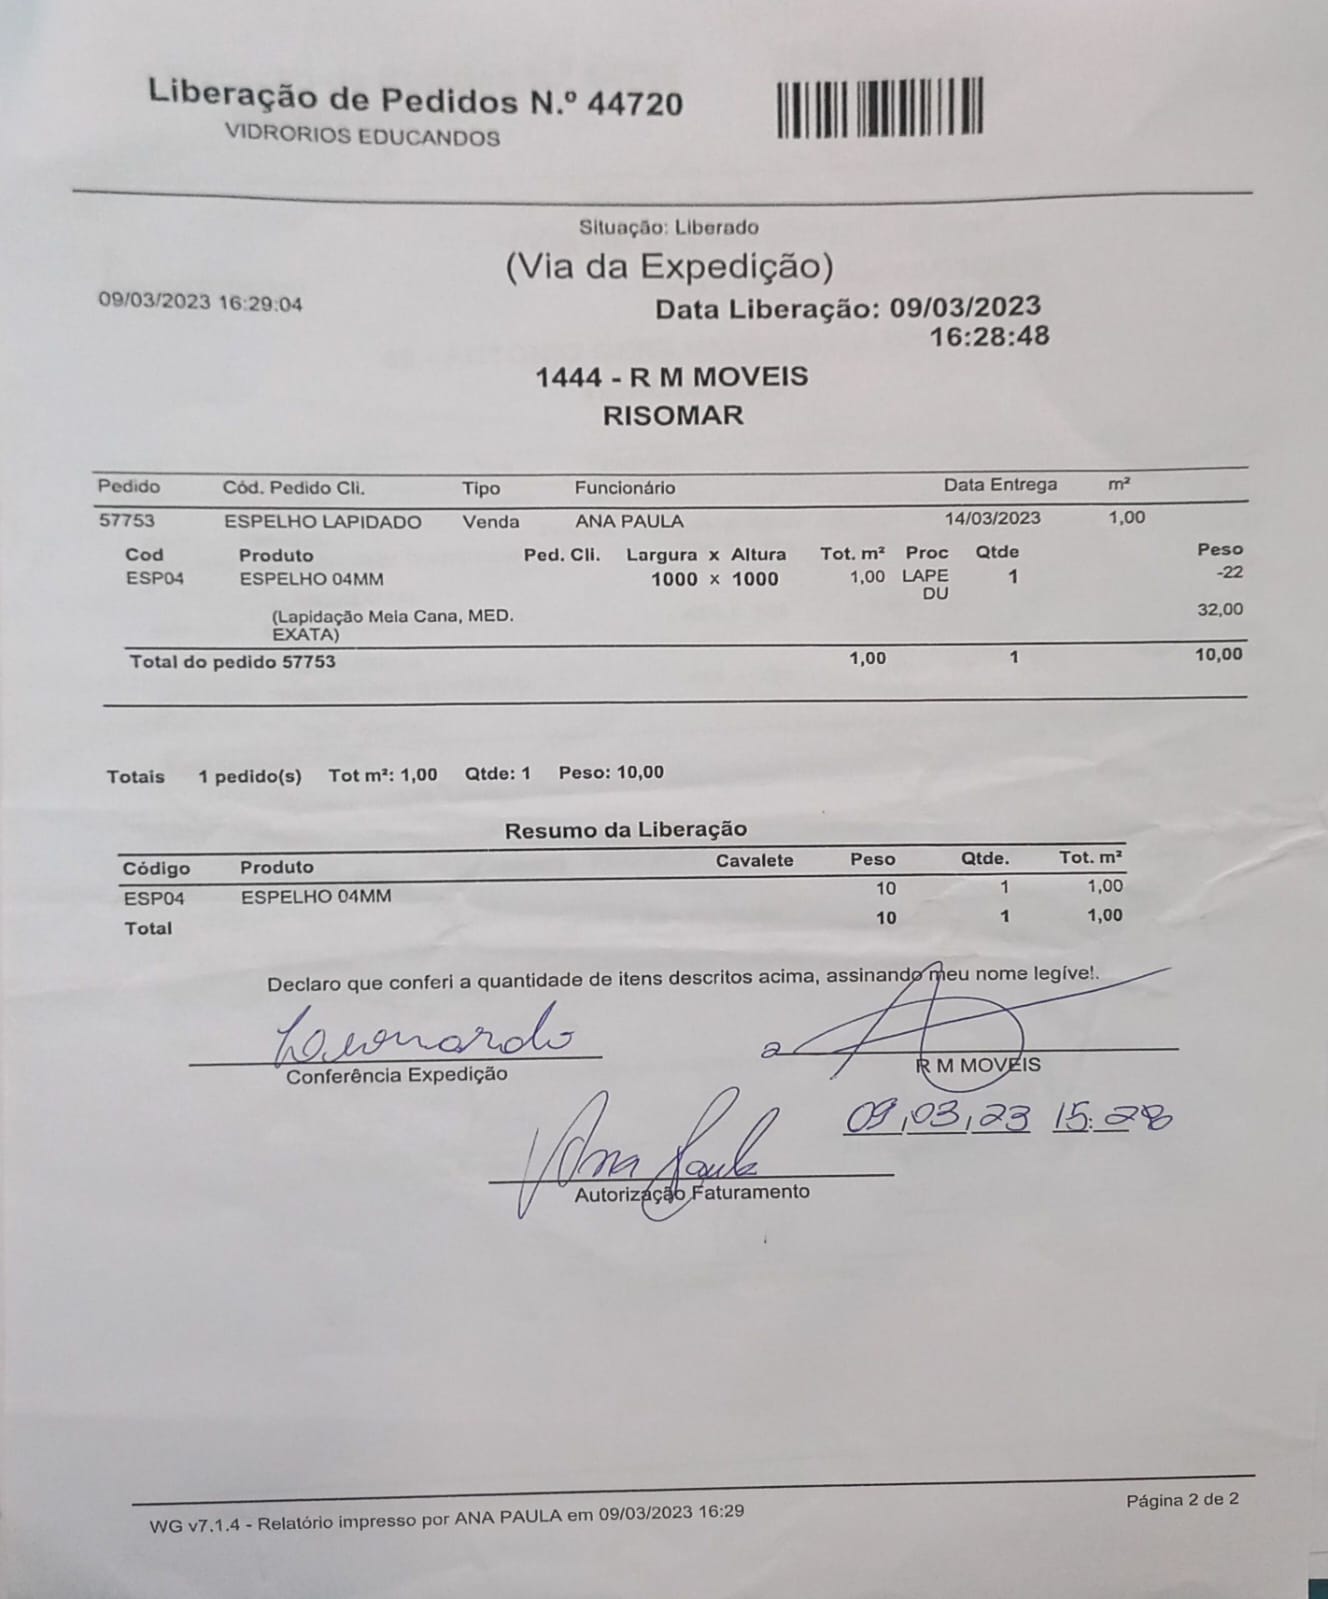 Liberação de Pedidos N.º 44720
VIDRORIOS EDUCANDOS
Situação: Liberado
(Via da Expedição)
09/03/2023 16:29:04
Data Liberação: 09/03/2023
16:28:48
1444 - R M MOVEIS
RISOMAR
Pedido Cód. Pedido Cli. Tipo Funcionário Data Entrega m²
57753 ESPELHO LAPIDADO Venda ANA PAULA 14/03/2023 1,00
Cod Produto Ped. Cli. Largura x Altura Tot. m² Proc Qtde Peso
ESP04 ESPELHO 04MM 1000 x 1000 1,00 LAPE 1 -22
DU
(Lapidação Meia Cana, MED. 32,00
EXATA)
Total do pedido 57753 1,00 1 10,00
Totais 1 pedido(s) Tot m²: 1,00 Qtde: 1 Peso: 10,00
Resumo da Liberação
Código Produto Cavalete Peso Qtde. Tot. m²
ESP04 ESPELHO 04MM 10 1 1,00
Total 10 1 1,00
Declaro que conferi a quantidade de itens descritos acima, assinando meu nome legível.
Leonardo
Conferência Expedição
R M MOVEIS
09,03,23 15:28
Ana Paula
Autorização Faturamento
WG v7.1.4 - Relatório impresso por ANA PAULA em 09/03/2023 16:29
Página 2 de 2